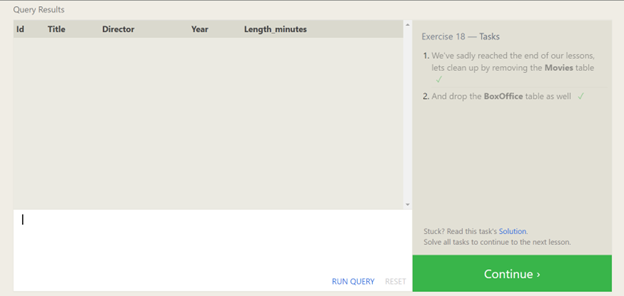 Query Results
Id Title Director Year Length_minutes
Exercise 18 — Tasks
1. We've sadly reached the end of our lessons,
lets clean up by removing the Movies table
✓
2. And drop the BoxOffice table as well ✓
Stuck? Read this task's Solution.
Solve all tasks to continue to the next lesson.
RUN QUERY RESET
Continue ›